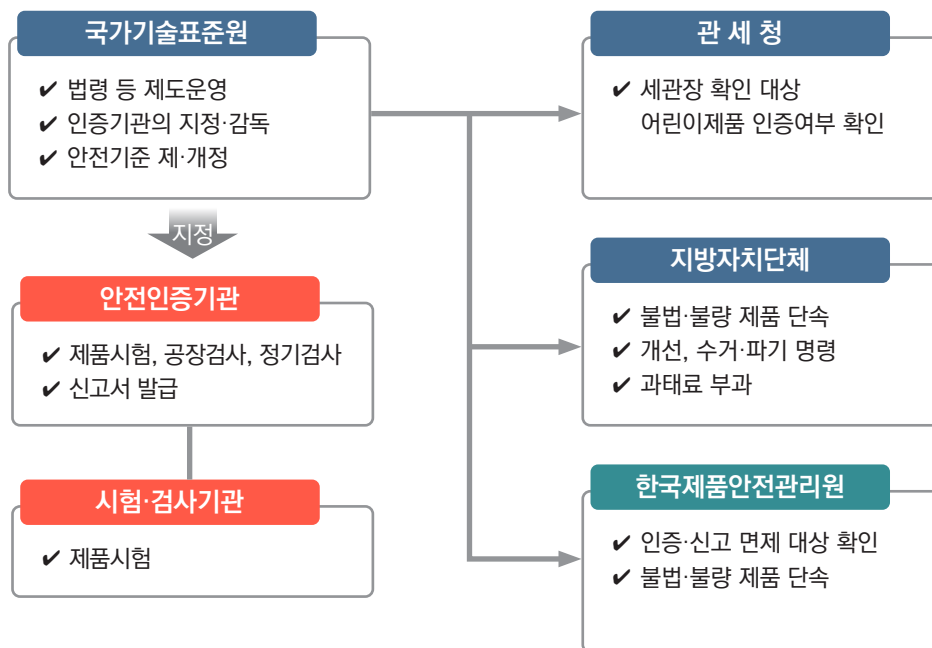 국가기술표준원
✔ 법령 등 제도운영
✔ 인증기관의 지정·감독
✔ 안전기준 제·개정
지정
안전인증기관
✔ 제품시험, 공장검사, 정기검사
✔ 신고서 발급
시험·검사기관
✔ 제품시험
관 세 청
✔ 세관장 확인 대상
어린이제품 인증여부 확인
지방자치단체
✔ 불법·불량 제품 단속
✔ 개선, 수거·파기 명령
✔ 과태료 부과
한국제품안전관리원
✔ 인증·신고 면제 대상 확인
✔ 불법·불량 제품 단속